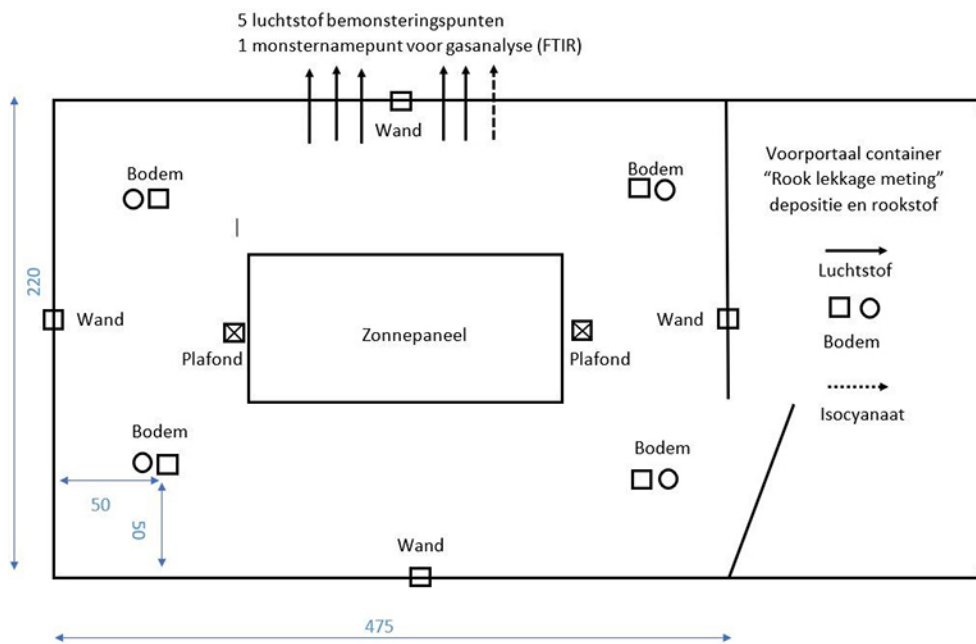 5 luchtstof bemonsteringspunten
1 monsternamepunt voor gasanalyse (FTIR)
Wand
Bodem
Bodem
Voorportaal container
“Rook lekkage meting”
depositie en rookstof
Luchtstof
Bodem
Isocyanaat
220
Wand
Plafond
Zonnepaneel
Plafond
Wand
Bodem
Bodem
50
50
Wand
475